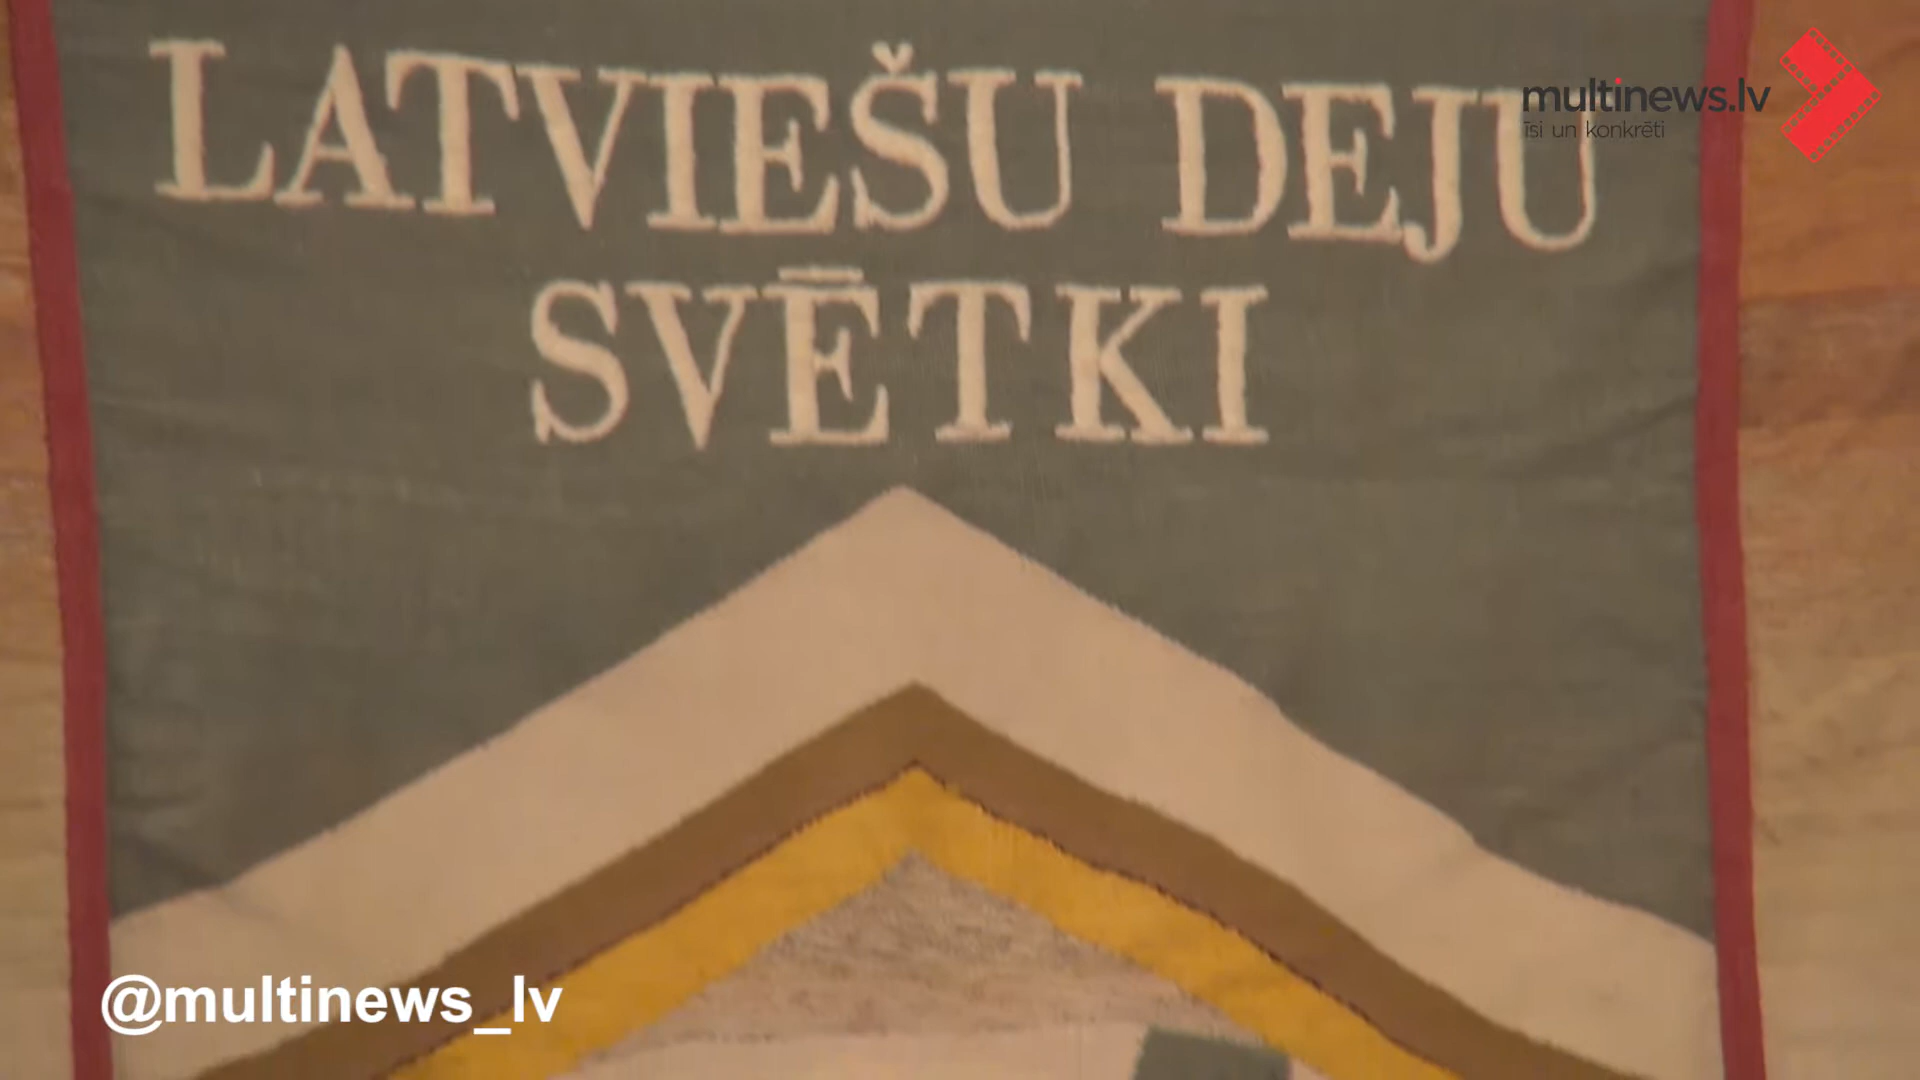 LATVIEŠU DEJU
SVĒTKI
multinews.lv
īsi un konkrēti
@multinews_lv